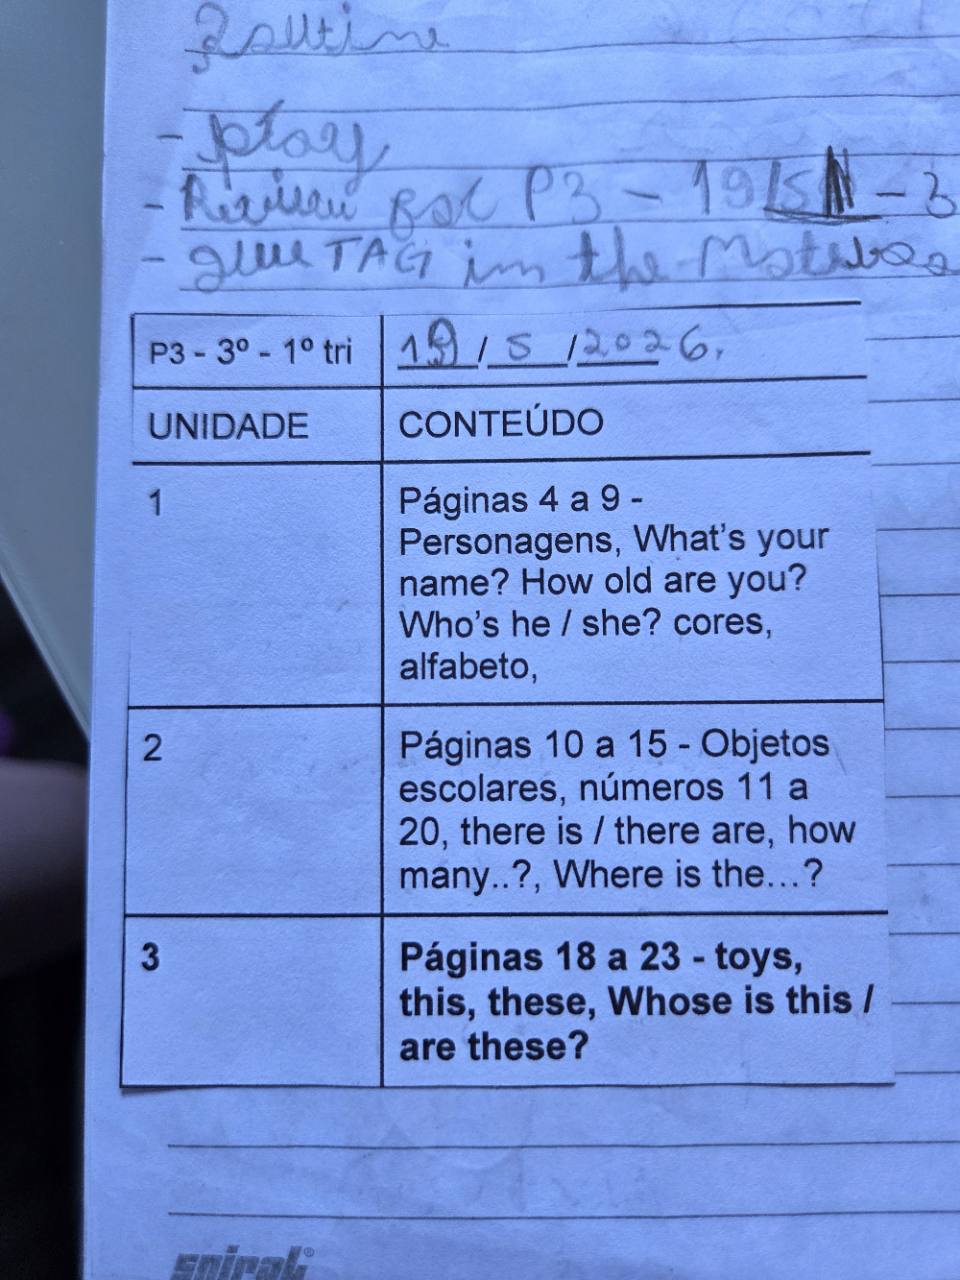 Routine
- play
- Review for P3 - 19/5 - 3
- glue TAG in the noteboo
P3 - 3º - 1º tri 19/5/2026.
UNIDADE CONTEÚDO
1 Páginas 4 a 9 -
Personagens, What's your
name? How old are you?
Who's he / she? cores,
alfabeto,
2 Páginas 10 a 15 - Objetos
escolares, números 11 a
20, there is / there are, how
many..?, Where is the...?
3 Páginas 18 a 23 - toys,
this, these, Whose is this /
are these?
spiral®